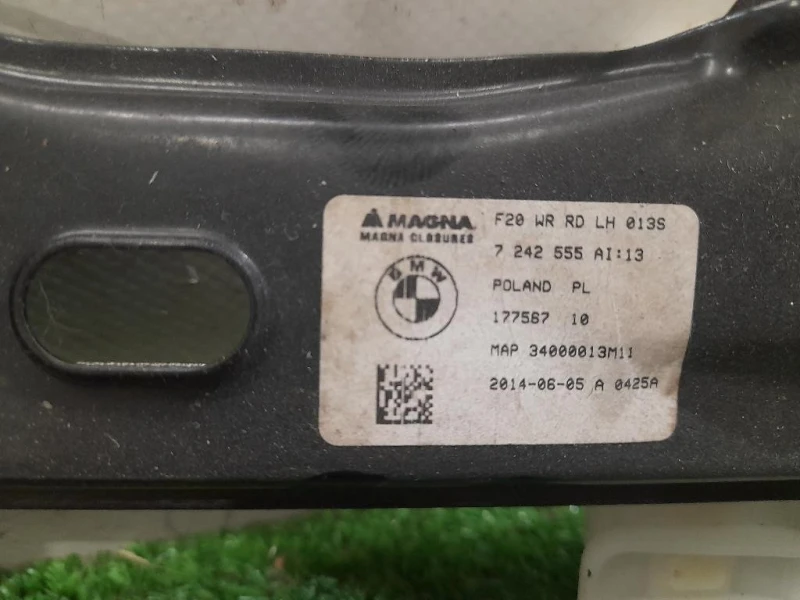 MAGNA
MAGNA CLOSURES
BMW
F20 WR RD LH 013S
7 242 555 AI:13
POLAND PL
177567 10
MAP 34000013M11
2014-06-05 A 0425A